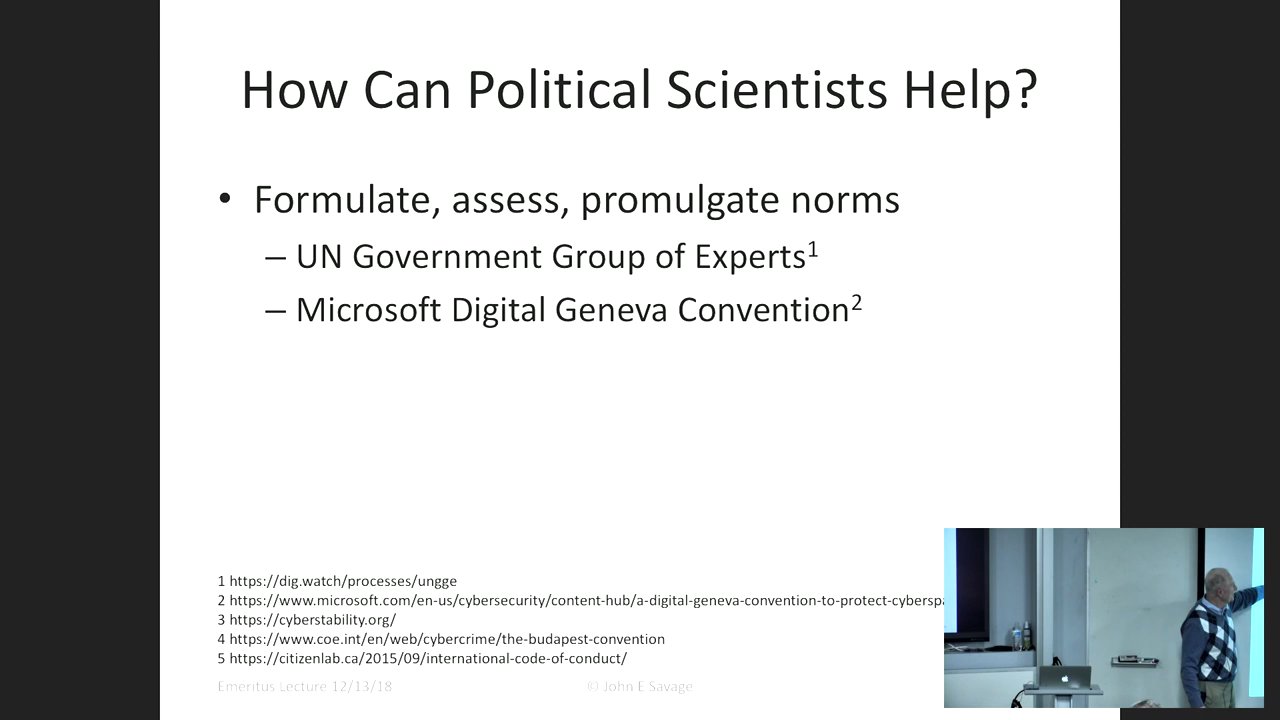 How Can Political Scientists Help?
• Formulate, assess, promulgate norms
– UN Government Group of Experts¹
– Microsoft Digital Geneva Convention²
1 https://dig.watch/processes/ungge
2 https://www.microsoft.com/en-us/cybersecurity/content-hub/a-digital-geneva-convention-to-protect-cyberspa
3 https://cyberstability.org/
4 https://www.coe.int/en/web/cybercrime/the-budapest-convention
5 https://citizenlab.ca/2015/09/international-code-of-conduct/
Emeritus Lecture 12/13/18 © John E Savage